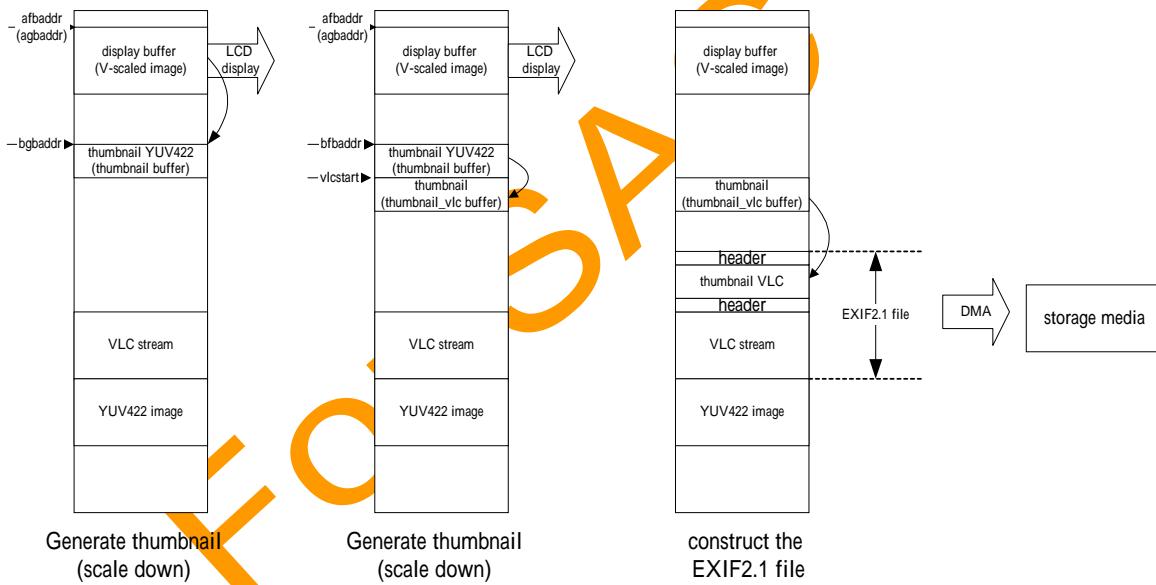 afbaddr
(agbaddr)
display buffer
(V-scaled image)
LCD
display
bgbaddr
thumbnail YUV422
(thumbnail buffer)
VLC stream
YUV422 image
Generate thumbnail
(scale down)
afbaddr
(agbaddr)
display buffer
(V-scaled image)
LCD
display
bfbaddr
thumbnail YUV422
(thumbnail buffer)
vlcstart
thumbnail
(thumbnail_vlc buffer)
VLC stream
YUV422 image
Generate thumbnail
(scale down)
display buffer
(V-scaled image)
thumbnail
(thumbnail_vlc buffer)
header
thumbnail VLC
header
VLC stream
YUV422 image
EXIF2.1 file
DMA
storage media
construct the
EXIF2.1 file